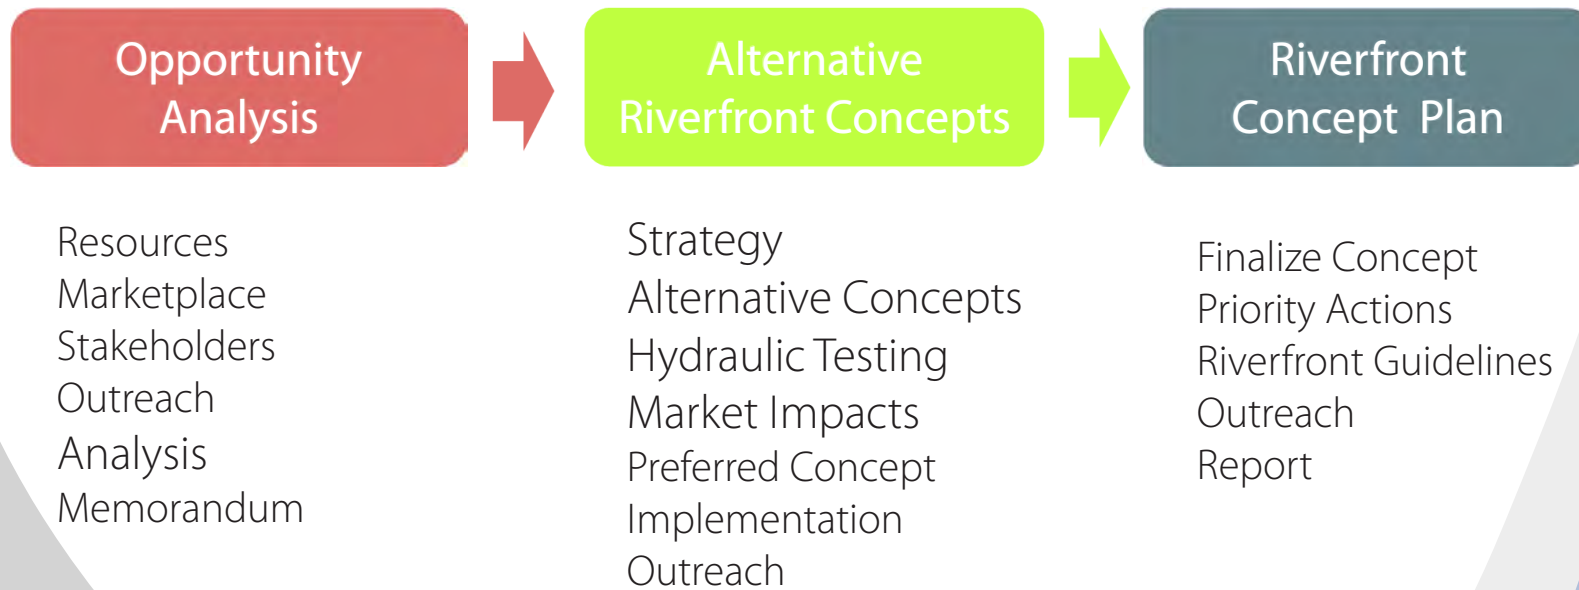 Opportunity
Analysis
Alternative
Riverfront Concepts
Riverfront
Concept Plan
Resources
Marketplace
Stakeholders
Outreach
Analysis
Memorandum
Strategy
Alternative Concepts
Hydraulic Testing
Market Impacts
Preferred Concept
Implementation
Outreach
Finalize Concept
Priority Actions
Riverfront Guidelines
Outreach
Report